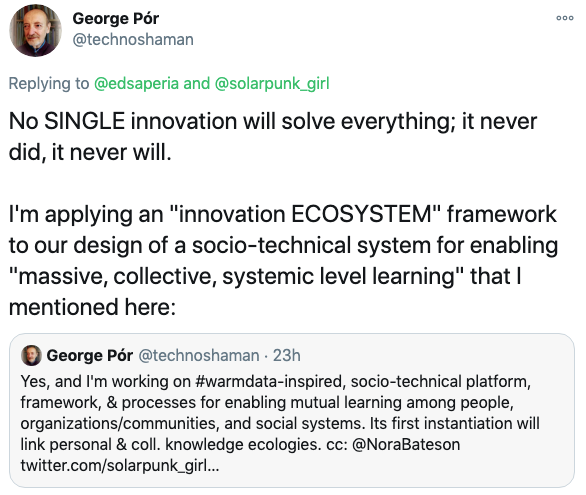 George Pór
@technoshaman
Replying to @edsaperia and @solarpunk_girl
No SINGLE innovation will solve everything; it never
did, it never will.
I'm applying an "innovation ECOSYSTEM" framework
to our design of a socio-technical system for enabling
"massive, collective, systemic level learning" that I
mentioned here:
George Pór @technoshaman · 23h
Yes, and I'm working on #warmdata-inspired, socio-technical platform,
framework, & processes for enabling mutual learning among people,
organizations/communities, and social systems. Its first instantiation will
link personal & coll. knowledge ecologies. cc: @NoraBateson
twitter.com/solarpunk_girl...